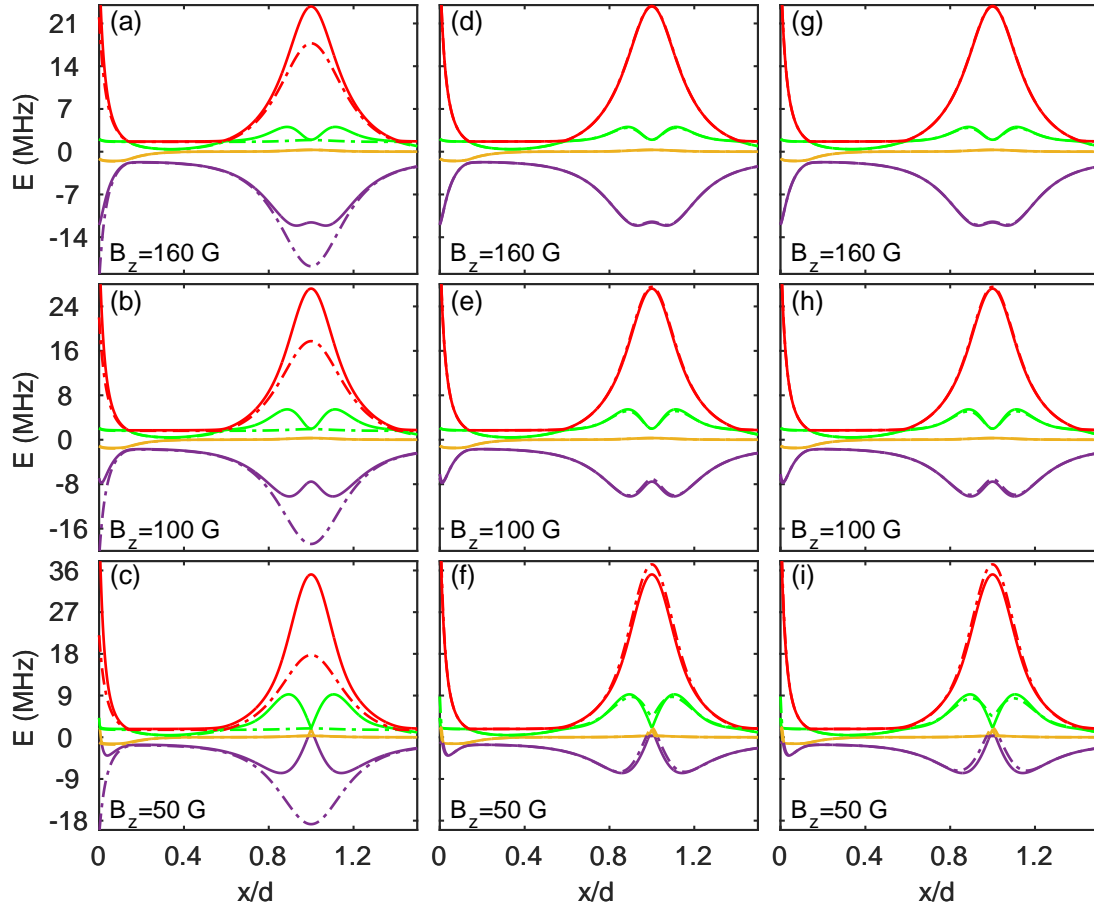 (a)
(d)
(g)
21
14
7
0
-7
-14
E (MHz)
B_z=160 G
B_z=160 G
B_z=160 G
(b)
(e)
(h)
24
16
8
0
-8
-16
E (MHz)
B_z=100 G
B_z=100 G
B_z=100 G
(c)
(f)
(i)
36
27
18
9
0
-9
-18
E (MHz)
B_z=50 G
B_z=50 G
B_z=50 G
0 0.4 0.8 1.2
0 0.4 0.8 1.2
0 0.4 0.8 1.2
x/d
x/d
x/d